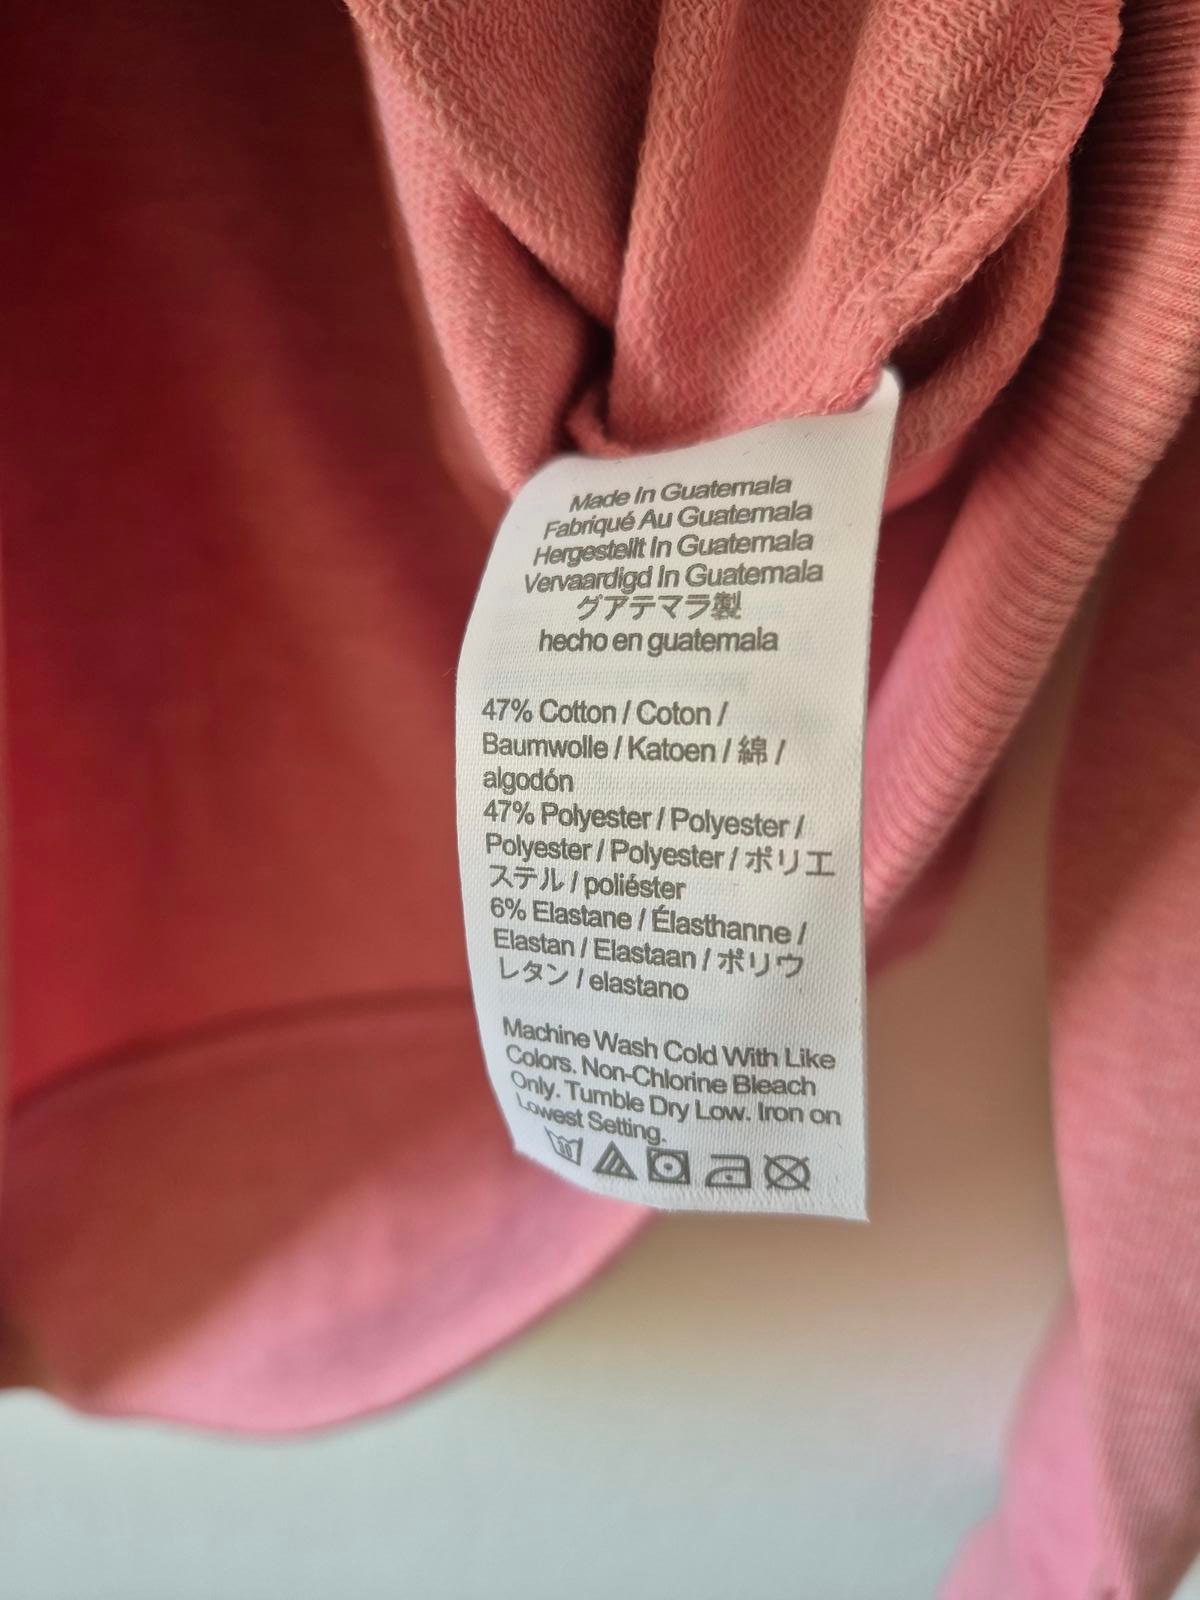 Made In Guatemala
Fabriqué Au Guatemala
Hergestellt In Guatemala
Vervaardigd In Guatemala
グアテマラ製
hecho en guatemala
47% Cotton / Coton /
Baumwolle / Katoen / 綿 /
algodón
47% Polyester / Polyester /
Polyester / Polyester / ポリエ
ステル / poliéster
6% Elastane / Élasthanne /
Elastan / Elastaan / ポリウ
レタン / elastano
Machine Wash Cold With Like
Colors. Non-Chlorine Bleach
Only. Tumble Dry Low. Iron on
Lowest Setting.